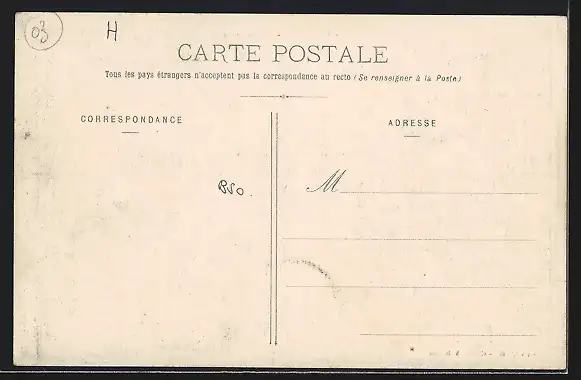 03
H
CARTE POSTALE
Tous les pays étrangers n'acceptent pas la correspondance au recto (Se renseigner à la Poste)
CORRESPONDANCE
ADRESSE
M